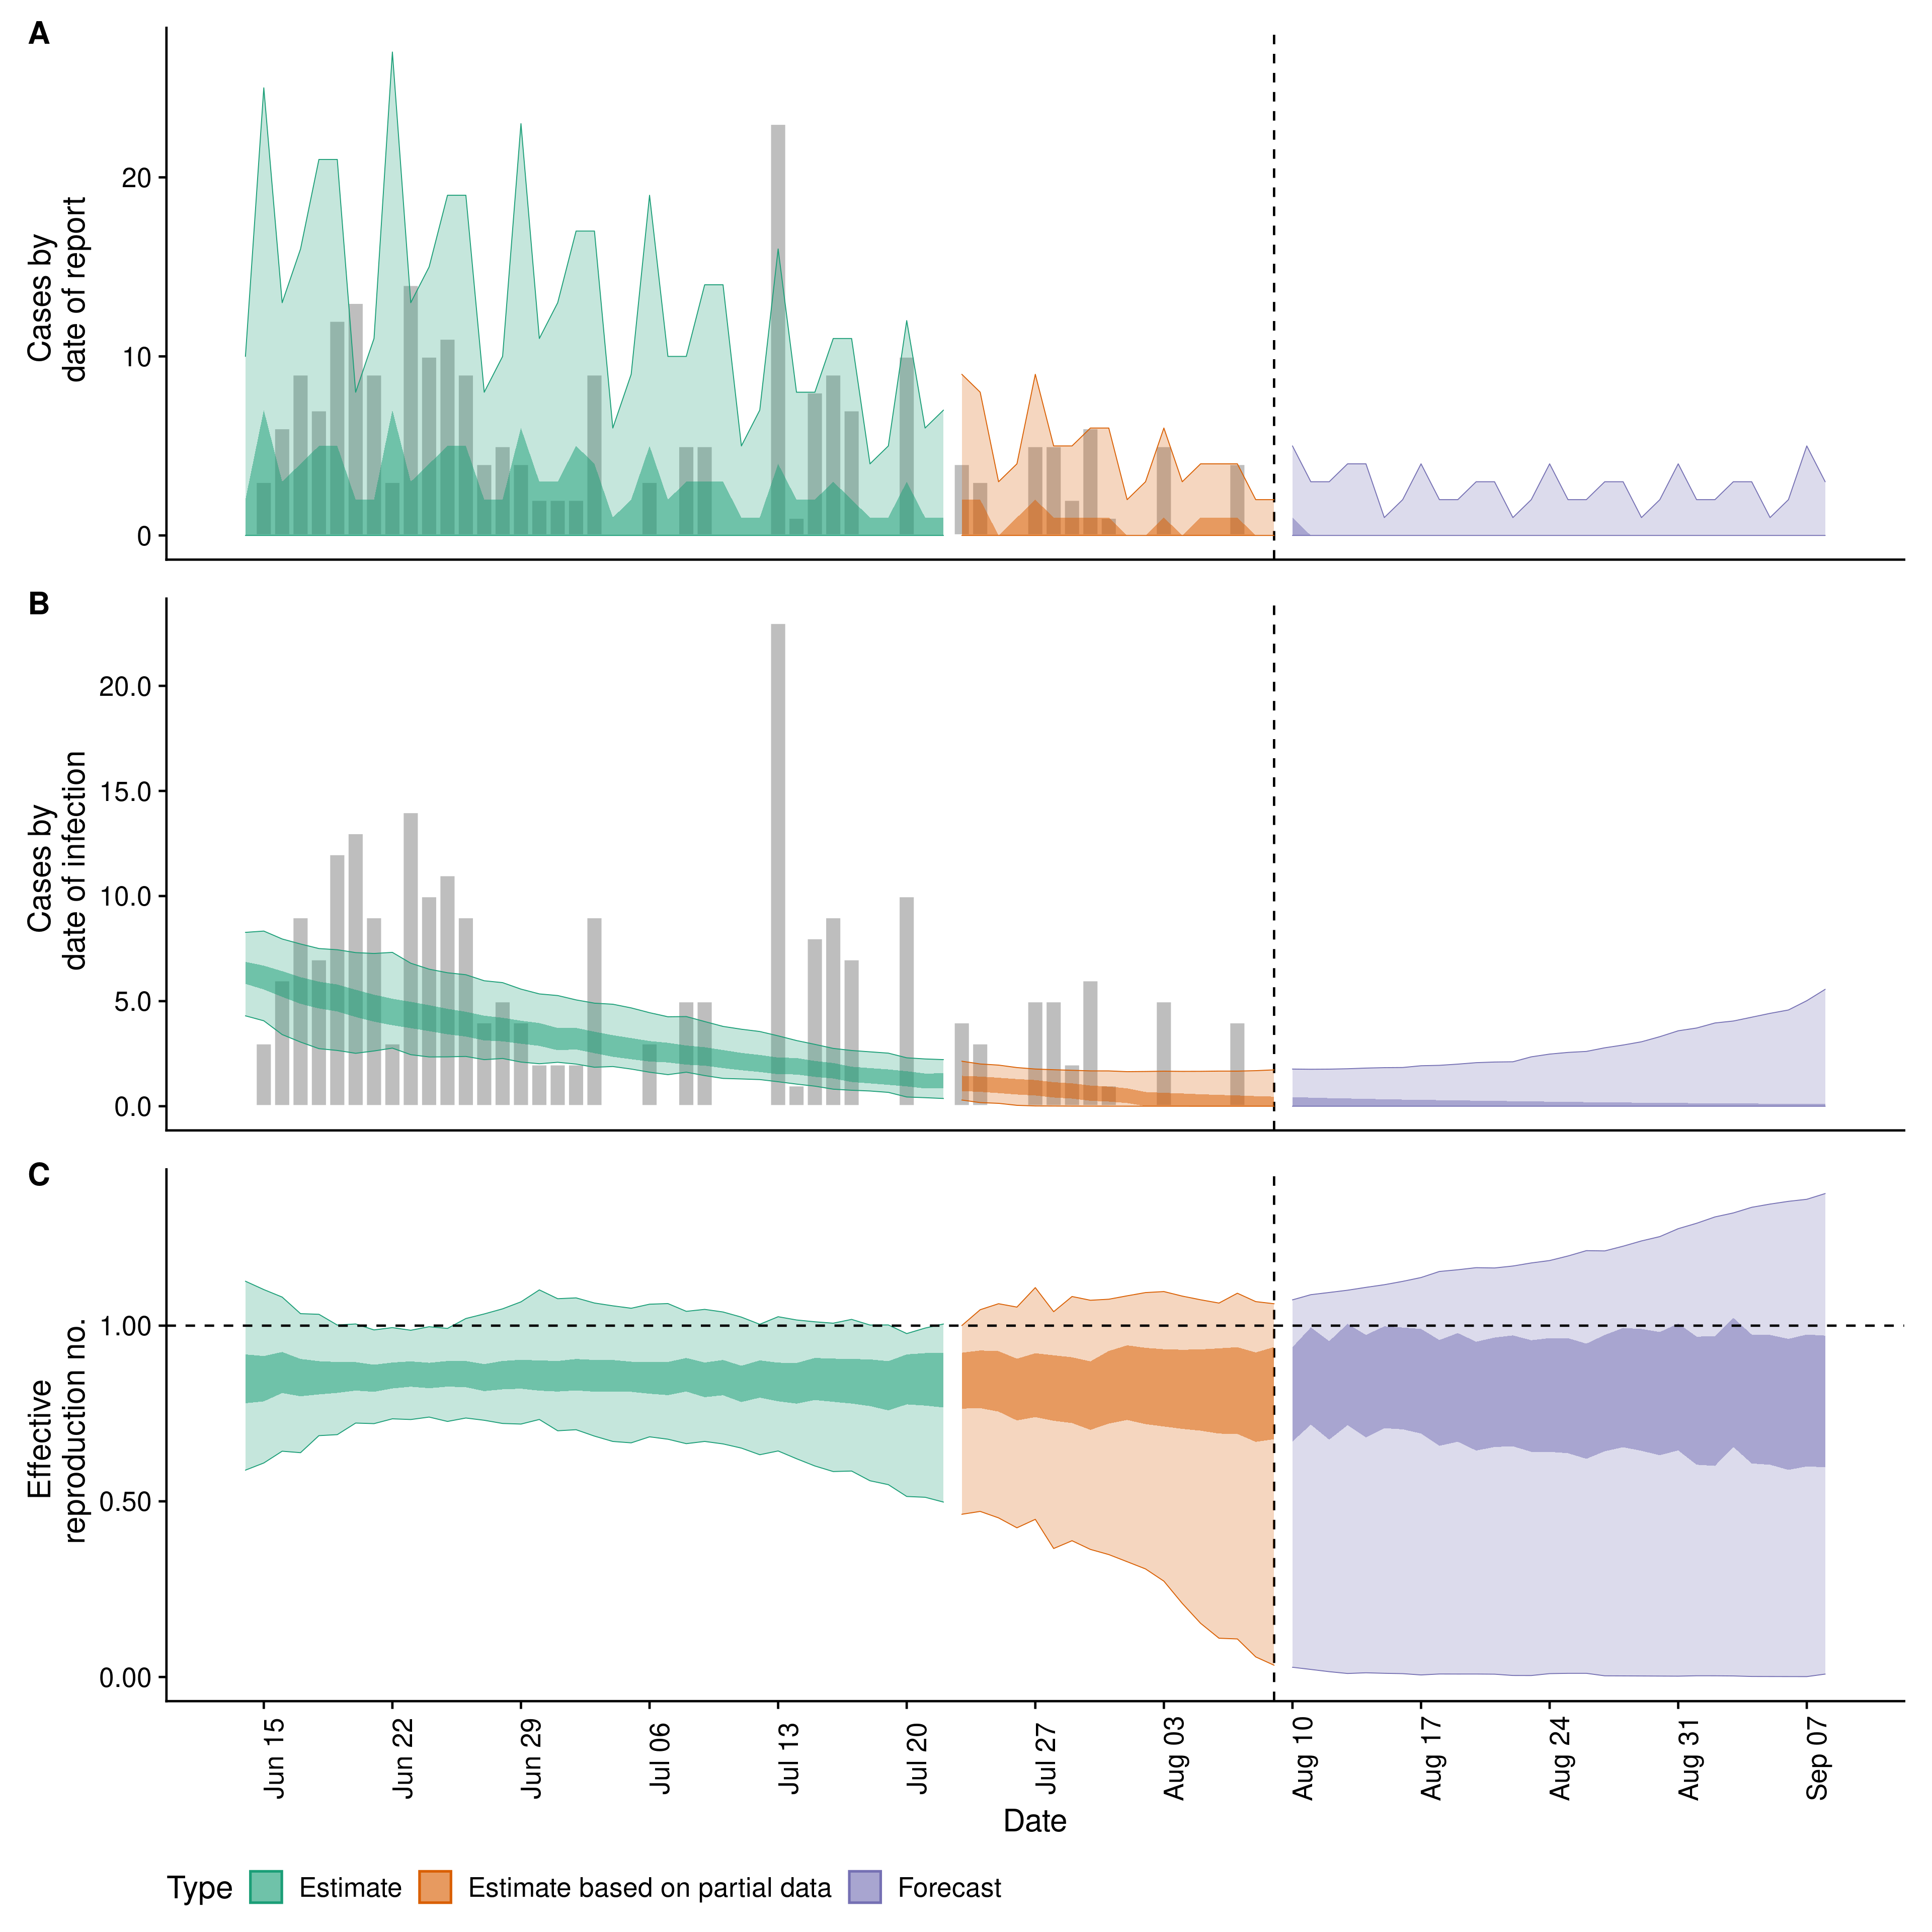 A
Cases by
date of report
20
10
0
B
Cases by
date of infection
20.0
15.0
10.0
5.0
0.0
C
Effective
reproduction no.
1.00
0.50
0.00
Jun 15
Jun 22
Jun 29
Jul 06
Jul 13
Jul 20
Jul 27
Aug 03
Aug 10
Aug 17
Aug 24
Aug 31
Sep 07
Date
Type Estimate Estimate based on partial data Forecast